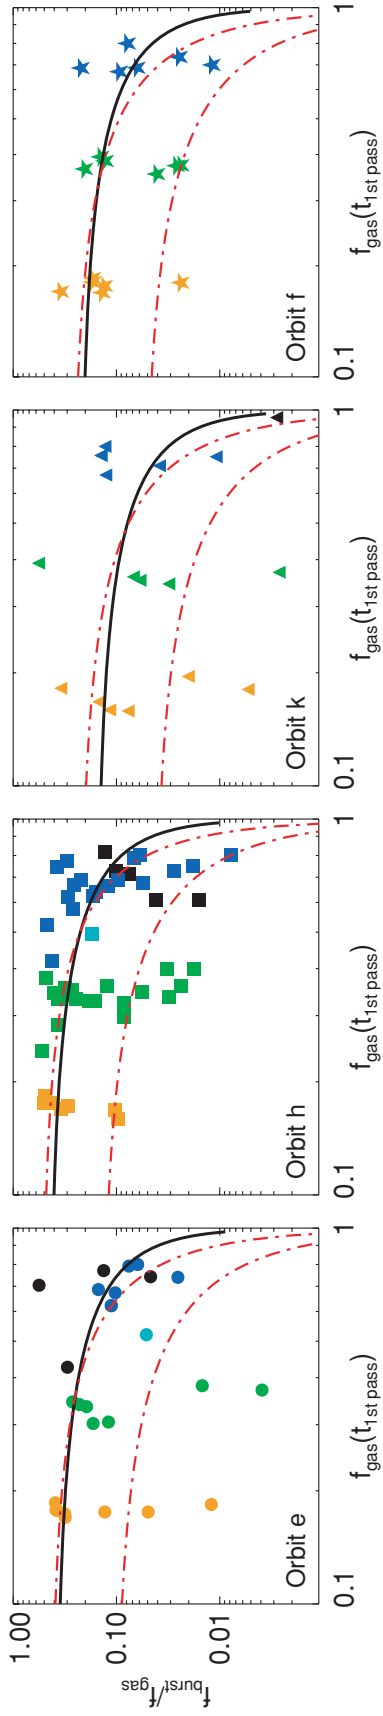 1.00
0.10
0.01
f_burst/f_gas
Orbit e
0.1
1
f_gas(t_1st pass)
Orbit h
0.1
1
f_gas(t_1st pass)
Orbit k
0.1
1
f_gas(t_1st pass)
Orbit f
0.1
1
f_gas(t_1st pass)